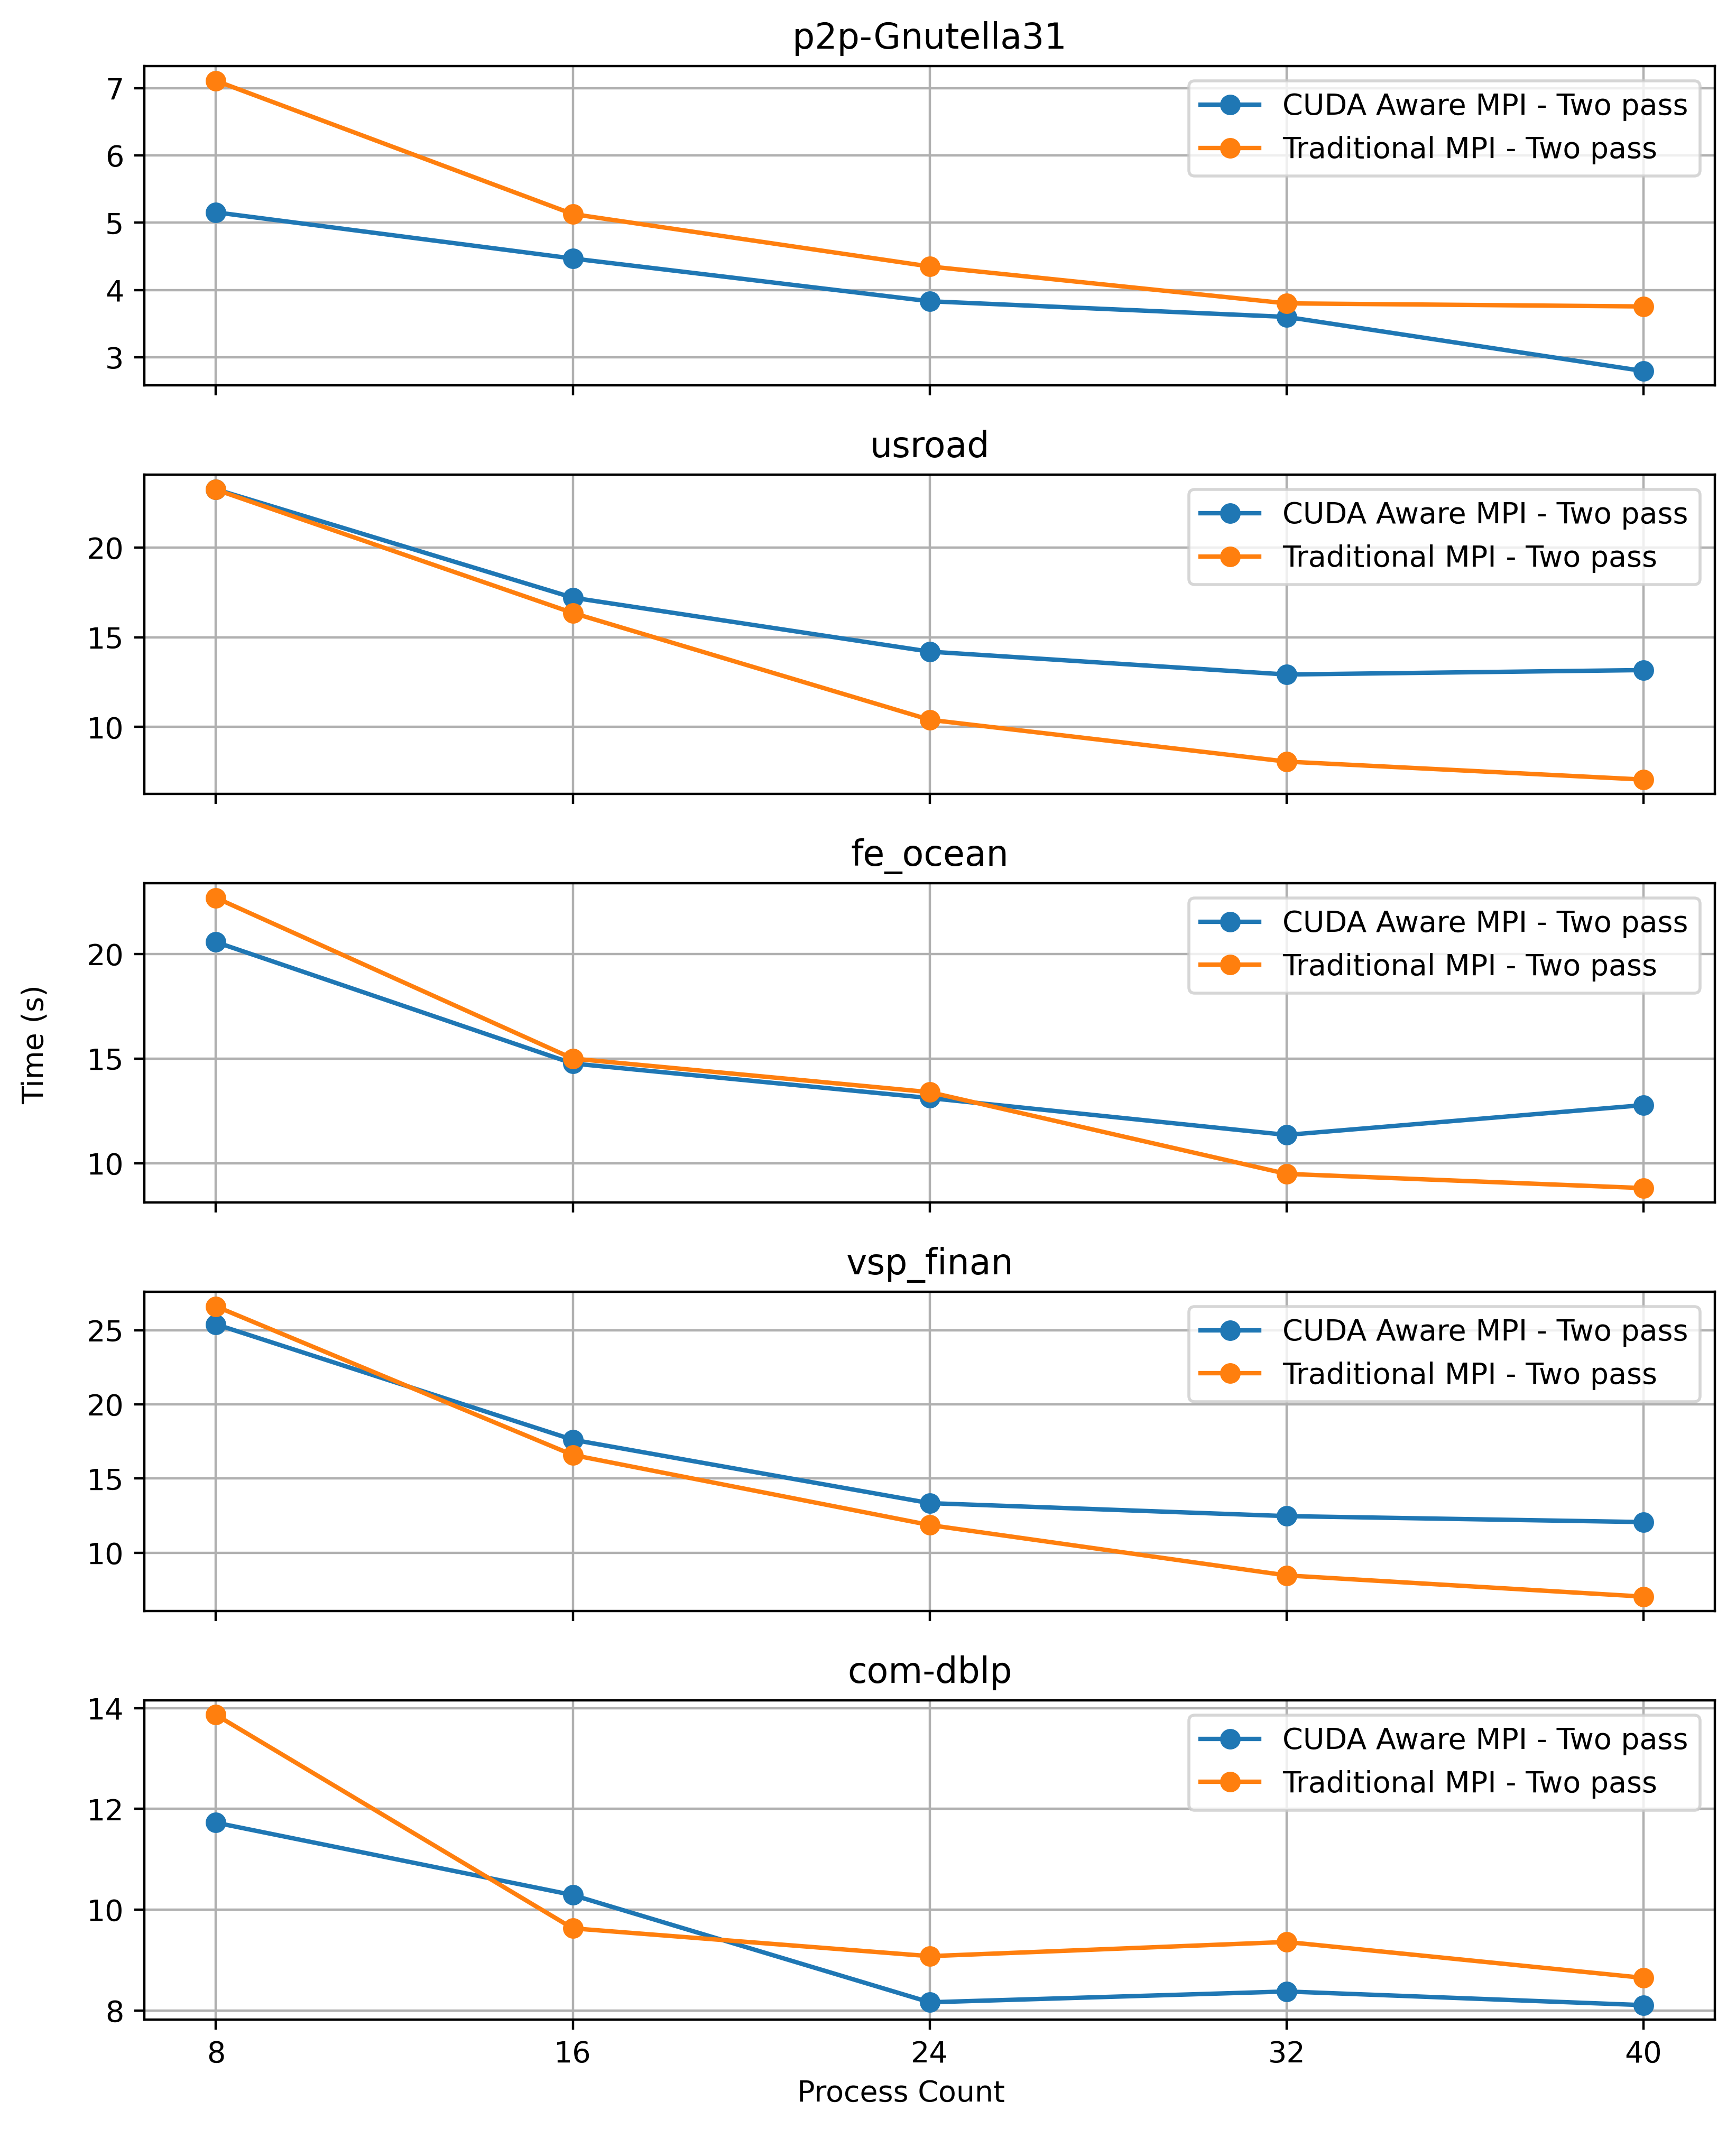 p2p-Gnutella31
7
6
5
4
3
CUDA Aware MPI - Two pass
Traditional MPI - Two pass
usroad
20
15
10
CUDA Aware MPI - Two pass
Traditional MPI - Two pass
fe_ocean
20
15
10
CUDA Aware MPI - Two pass
Traditional MPI - Two pass
Time (s)
vsp_finan
25
20
15
10
CUDA Aware MPI - Two pass
Traditional MPI - Two pass
com-dblp
14
12
10
8
CUDA Aware MPI - Two pass
Traditional MPI - Two pass
8 16 24 32 40
Process Count